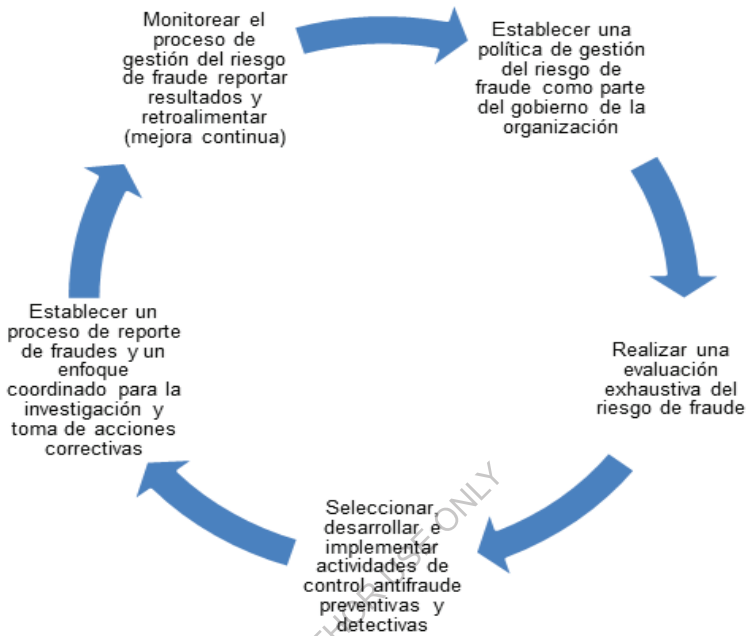 Monitorear el
proceso de
gestión del riesgo
de fraude reportar
resultados y
retroalimentar
(mejora continua)
Establecer una
política de gestión
del riesgo de
fraude como parte
del gobierno de la
organización
Realizar una
evaluación
exhaustiva del
riesgo de fraude
Seleccionar,
desarrollar e
implementar
actividades de
control antifraude
preventivas y
detectivas
Establecer un
proceso de reporte
de fraudes y un
enfoque
coordinado para la
investigación y
toma de acciones
correctivas
THOR USE ONLY